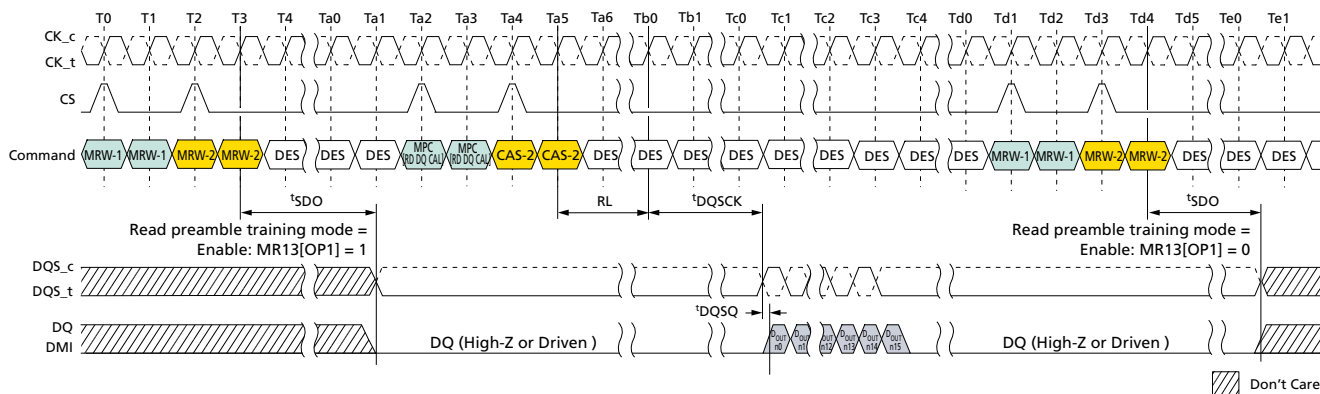 T0 T1 T2 T3 T4 Ta0 Ta1 Ta2 Ta3 Ta4 Ta5 Ta6 Tb0 Tb1 Tc0 Tc1 Tc2 Tc3 Tc4 Td0 Td1 Td2 Td3 Td4 Td5 Te0 Te1
CK_c
CK_t
CS
Command MRW-1 MRW-1 MRW-2 MRW-2 DES DES DES MPC (RD DQ CAL) MPC (RD DQ CAL) CAS-2 CAS-2 DES DES DES DES DES DES DES DES DES MRW-1 MRW-1 MRW-2 MRW-2 DES DES DES
tSDO RL tDQSCK tSDO
Read preamble training mode =
Enable: MR13[OP1] = 1
Read preamble training mode =
Enable: MR13[OP1] = 0
DQS_c
DQS_t
tDQSQ
DQ
DMI
DQ (High-Z or Driven )
DOUT n0 DOUT n1 DOUT n12 DOUT n13 DOUT n14 DOUT n15
DQ (High-Z or Driven )
Don't Care